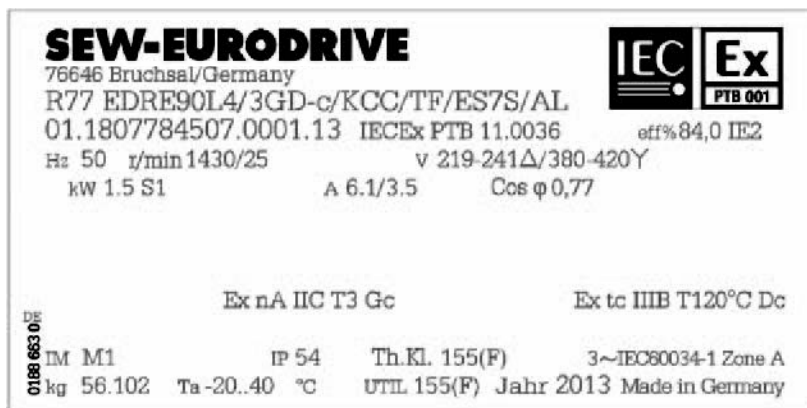 SEW-EURODRIVE
76646 Bruchsal/Germany
IEC Ex
PTB 001
R77 EDRE90L4/3GD-c/KCC/TF/ES7S/AL
01.1807784507.0001.13 IECEx PTB 11.0036 eff% 84,0 IE2
Hz 50 r/min 1430/25 V 219-241Δ/380-420Y
kW 1.5 S1 A 6.1/3.5 Cos φ 0,77
Ex nA IIC T3 Gc Ex tc IIIB T120°C Dc
DE
0188 663 0
IM M1 IP 54 Th.Kl. 155(F) 3~IEC60034-1 Zone A
kg 56.102 Ta -20..40 °C UTIL 155(F) Jahr 2013 Made in Germany